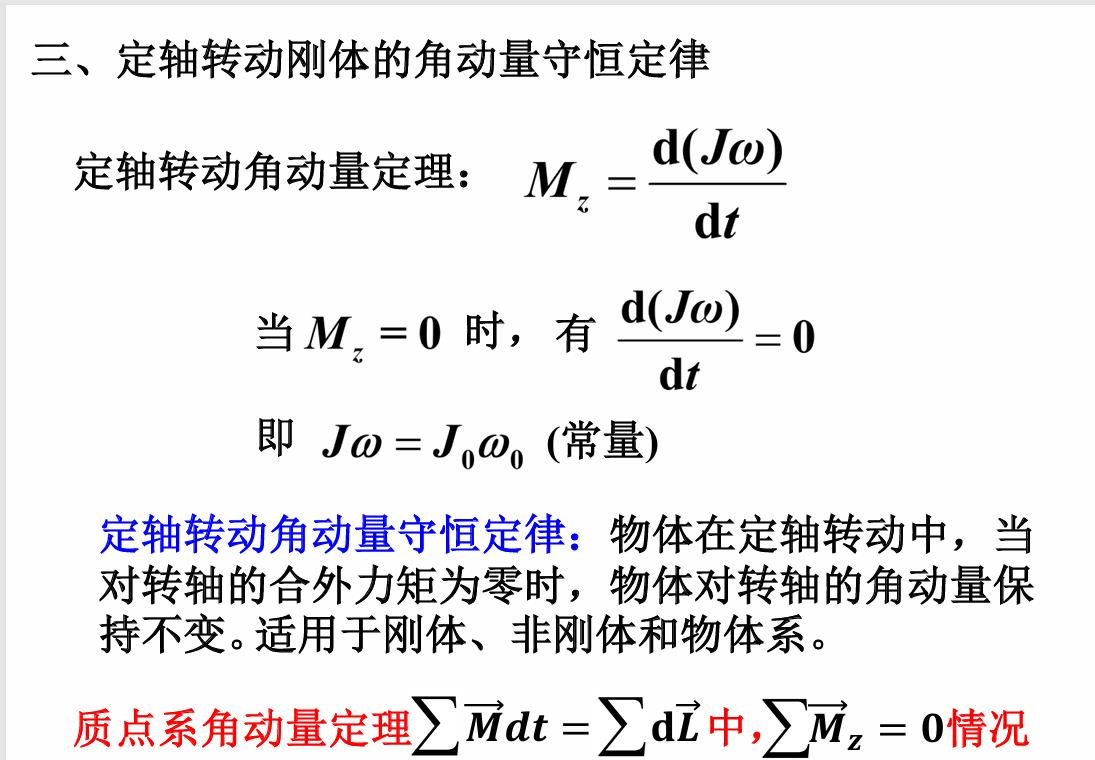 三、定轴转动刚体的角动量守恒定律
定轴转动角动量定理： $M_z = \frac{\mathrm{d}(J\omega)}{\mathrm{d}t}$
当 $M_z = 0$ 时，有 $\frac{\mathrm{d}(J\omega)}{\mathrm{d}t} = 0$
即 $J\omega = J_0\omega_0$ (常量)
定轴转动角动量守恒定律：物体在定轴转动中，当
对转轴的合外力矩为零时，物体对转轴的角动量保
持不变。适用于刚体、非刚体和物体系。
质点系角动量定理 $\sum \vec{M}dt = \sum \mathrm{d}\vec{L}$ 中，$\sum \vec{M}_z = 0$ 情况